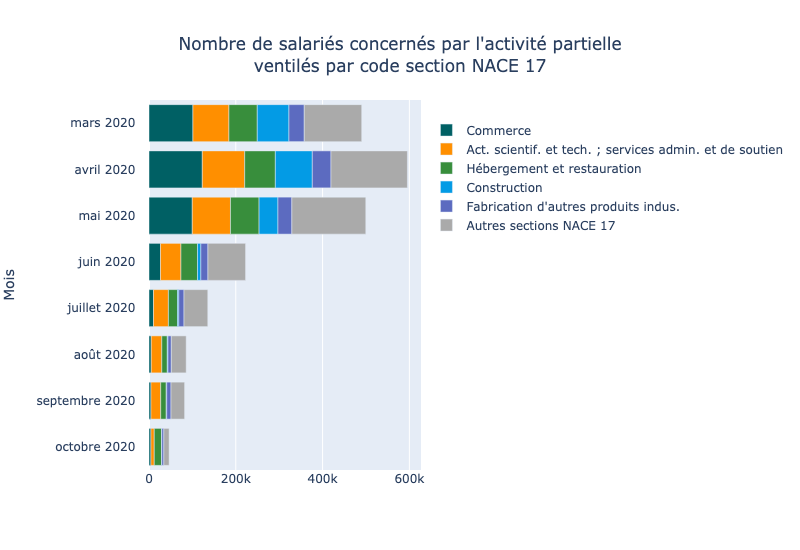 Nombre de salariés concernés par l'activité partielle
ventilés par code section NACE 17
mars 2020
avril 2020
mai 2020
juin 2020
juillet 2020
août 2020
septembre 2020
octobre 2020
Mois
0 200k 400k 600k
Commerce
Act. scientif. et tech. ; services admin. et de soutien
Hébergement et restauration
Construction
Fabrication d'autres produits indus.
Autres sections NACE 17